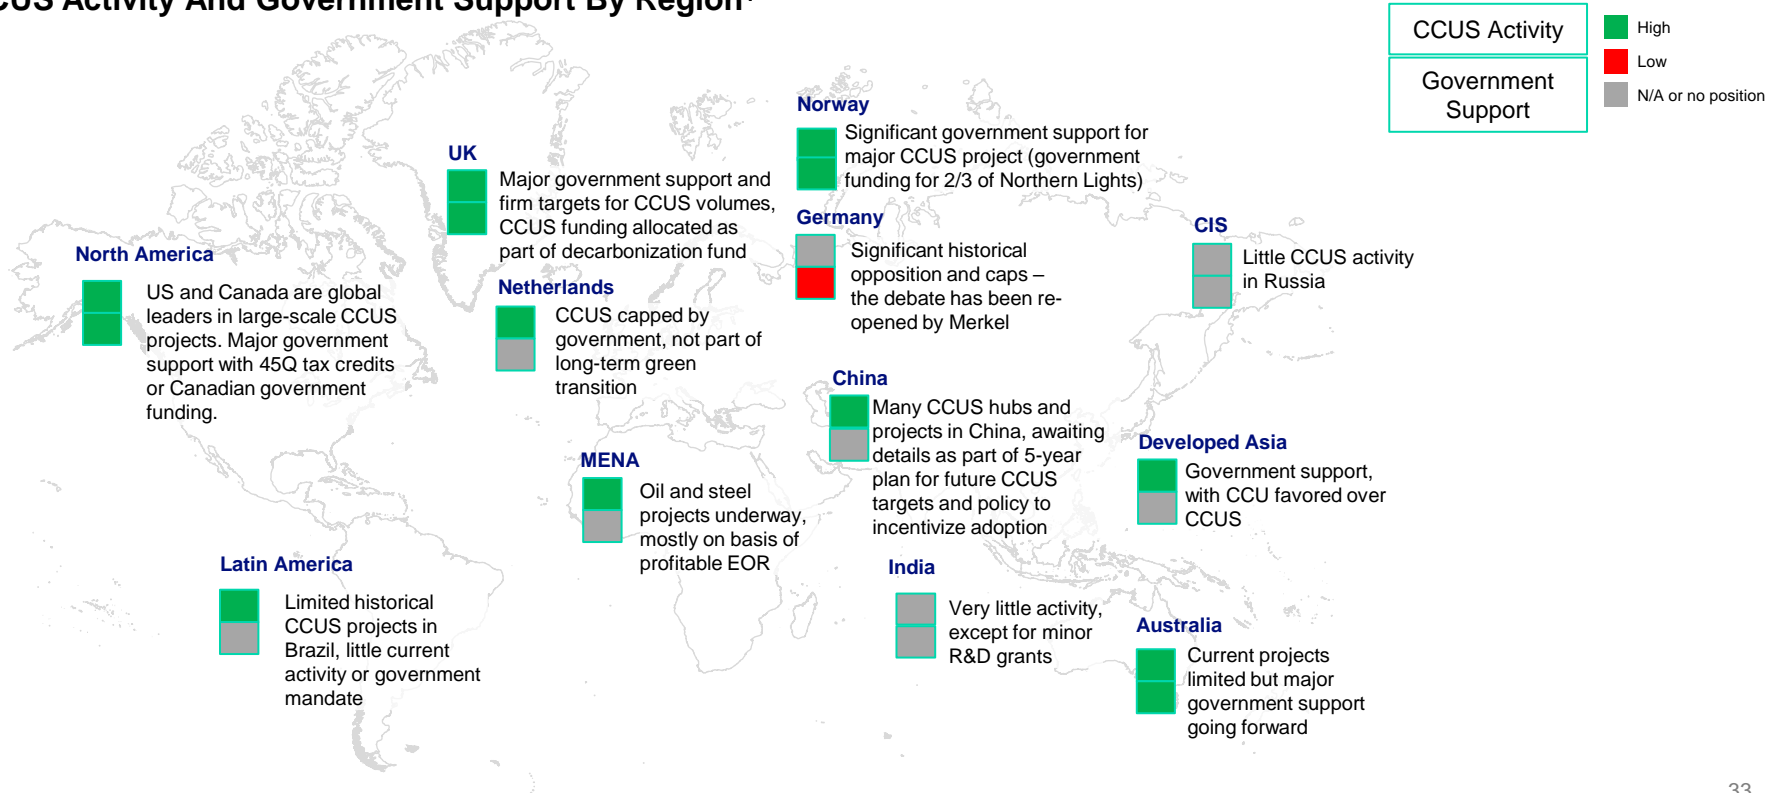 CUS Activity And Government Support By Region
CCUS Activity
Government
Support
High
Low
N/A or no position
Norway
Significant government support for
major CCUS project (government
funding for 2/3 of Northern Lights)
UK
Major government support and
firm targets for CCUS volumes,
CCUS funding allocated as
part of decarbonization fund
Germany
Significant historical
opposition and caps –
the debate has been re-
opened by Merkel
CIS
Little CCUS activity
in Russia
North America
US and Canada are global
leaders in large-scale CCUS
projects. Major government
support with 45Q tax credits
or Canadian government
funding.
Netherlands
CCUS capped by
government, not part of
long-term green
transition
China
Many CCUS hubs and
projects in China, awaiting
details as part of 5-year
plan for future CCUS
targets and policy to
incentivize adoption
Developed Asia
Government support,
with CCU favored over
CCUS
MENA
Oil and steel
projects underway,
mostly on basis of
profitable EOR
Latin America
Limited historical
CCUS projects in
Brazil, little current
activity or government
mandate
India
Very little activity,
except for minor
R&D grants
Australia
Current projects
limited but major
government support
going forward
33